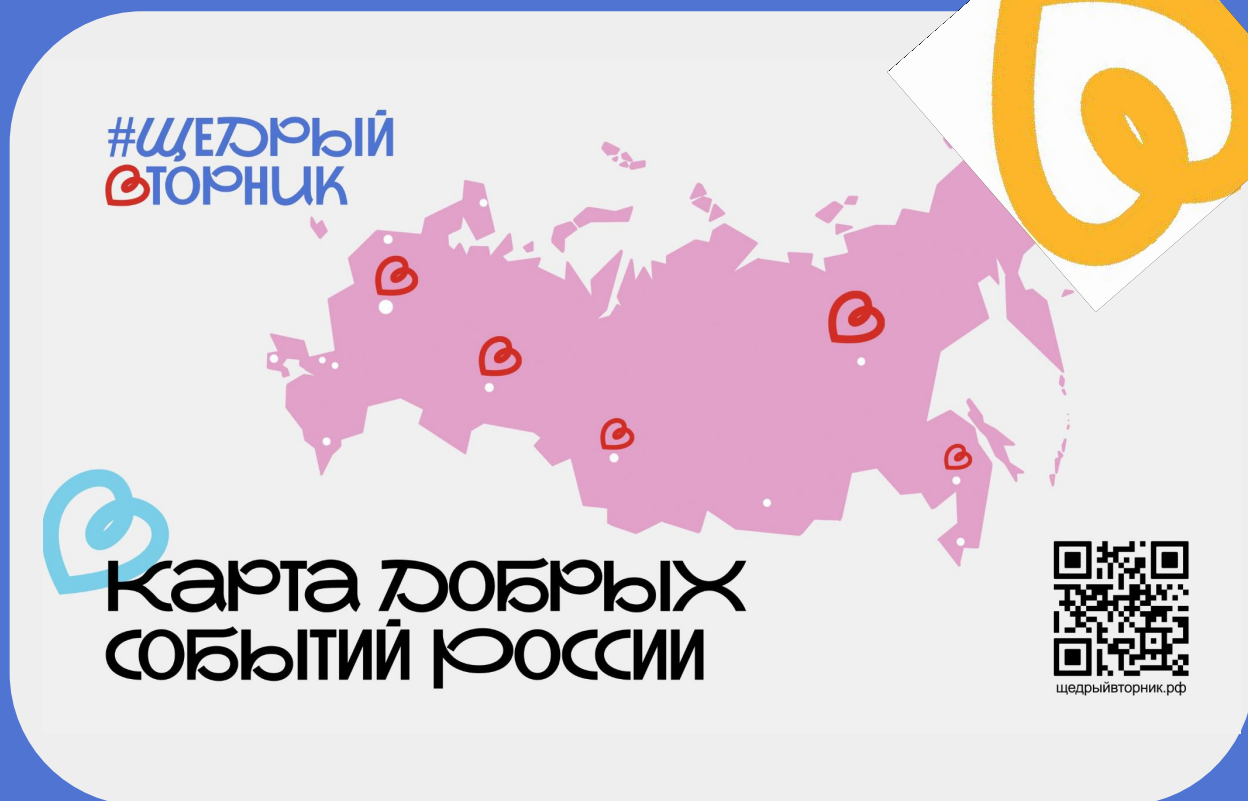 #ЩЕДРЫЙ
ВТОРНИК
Карта добрых
событий России
щедрыйвторник.рф